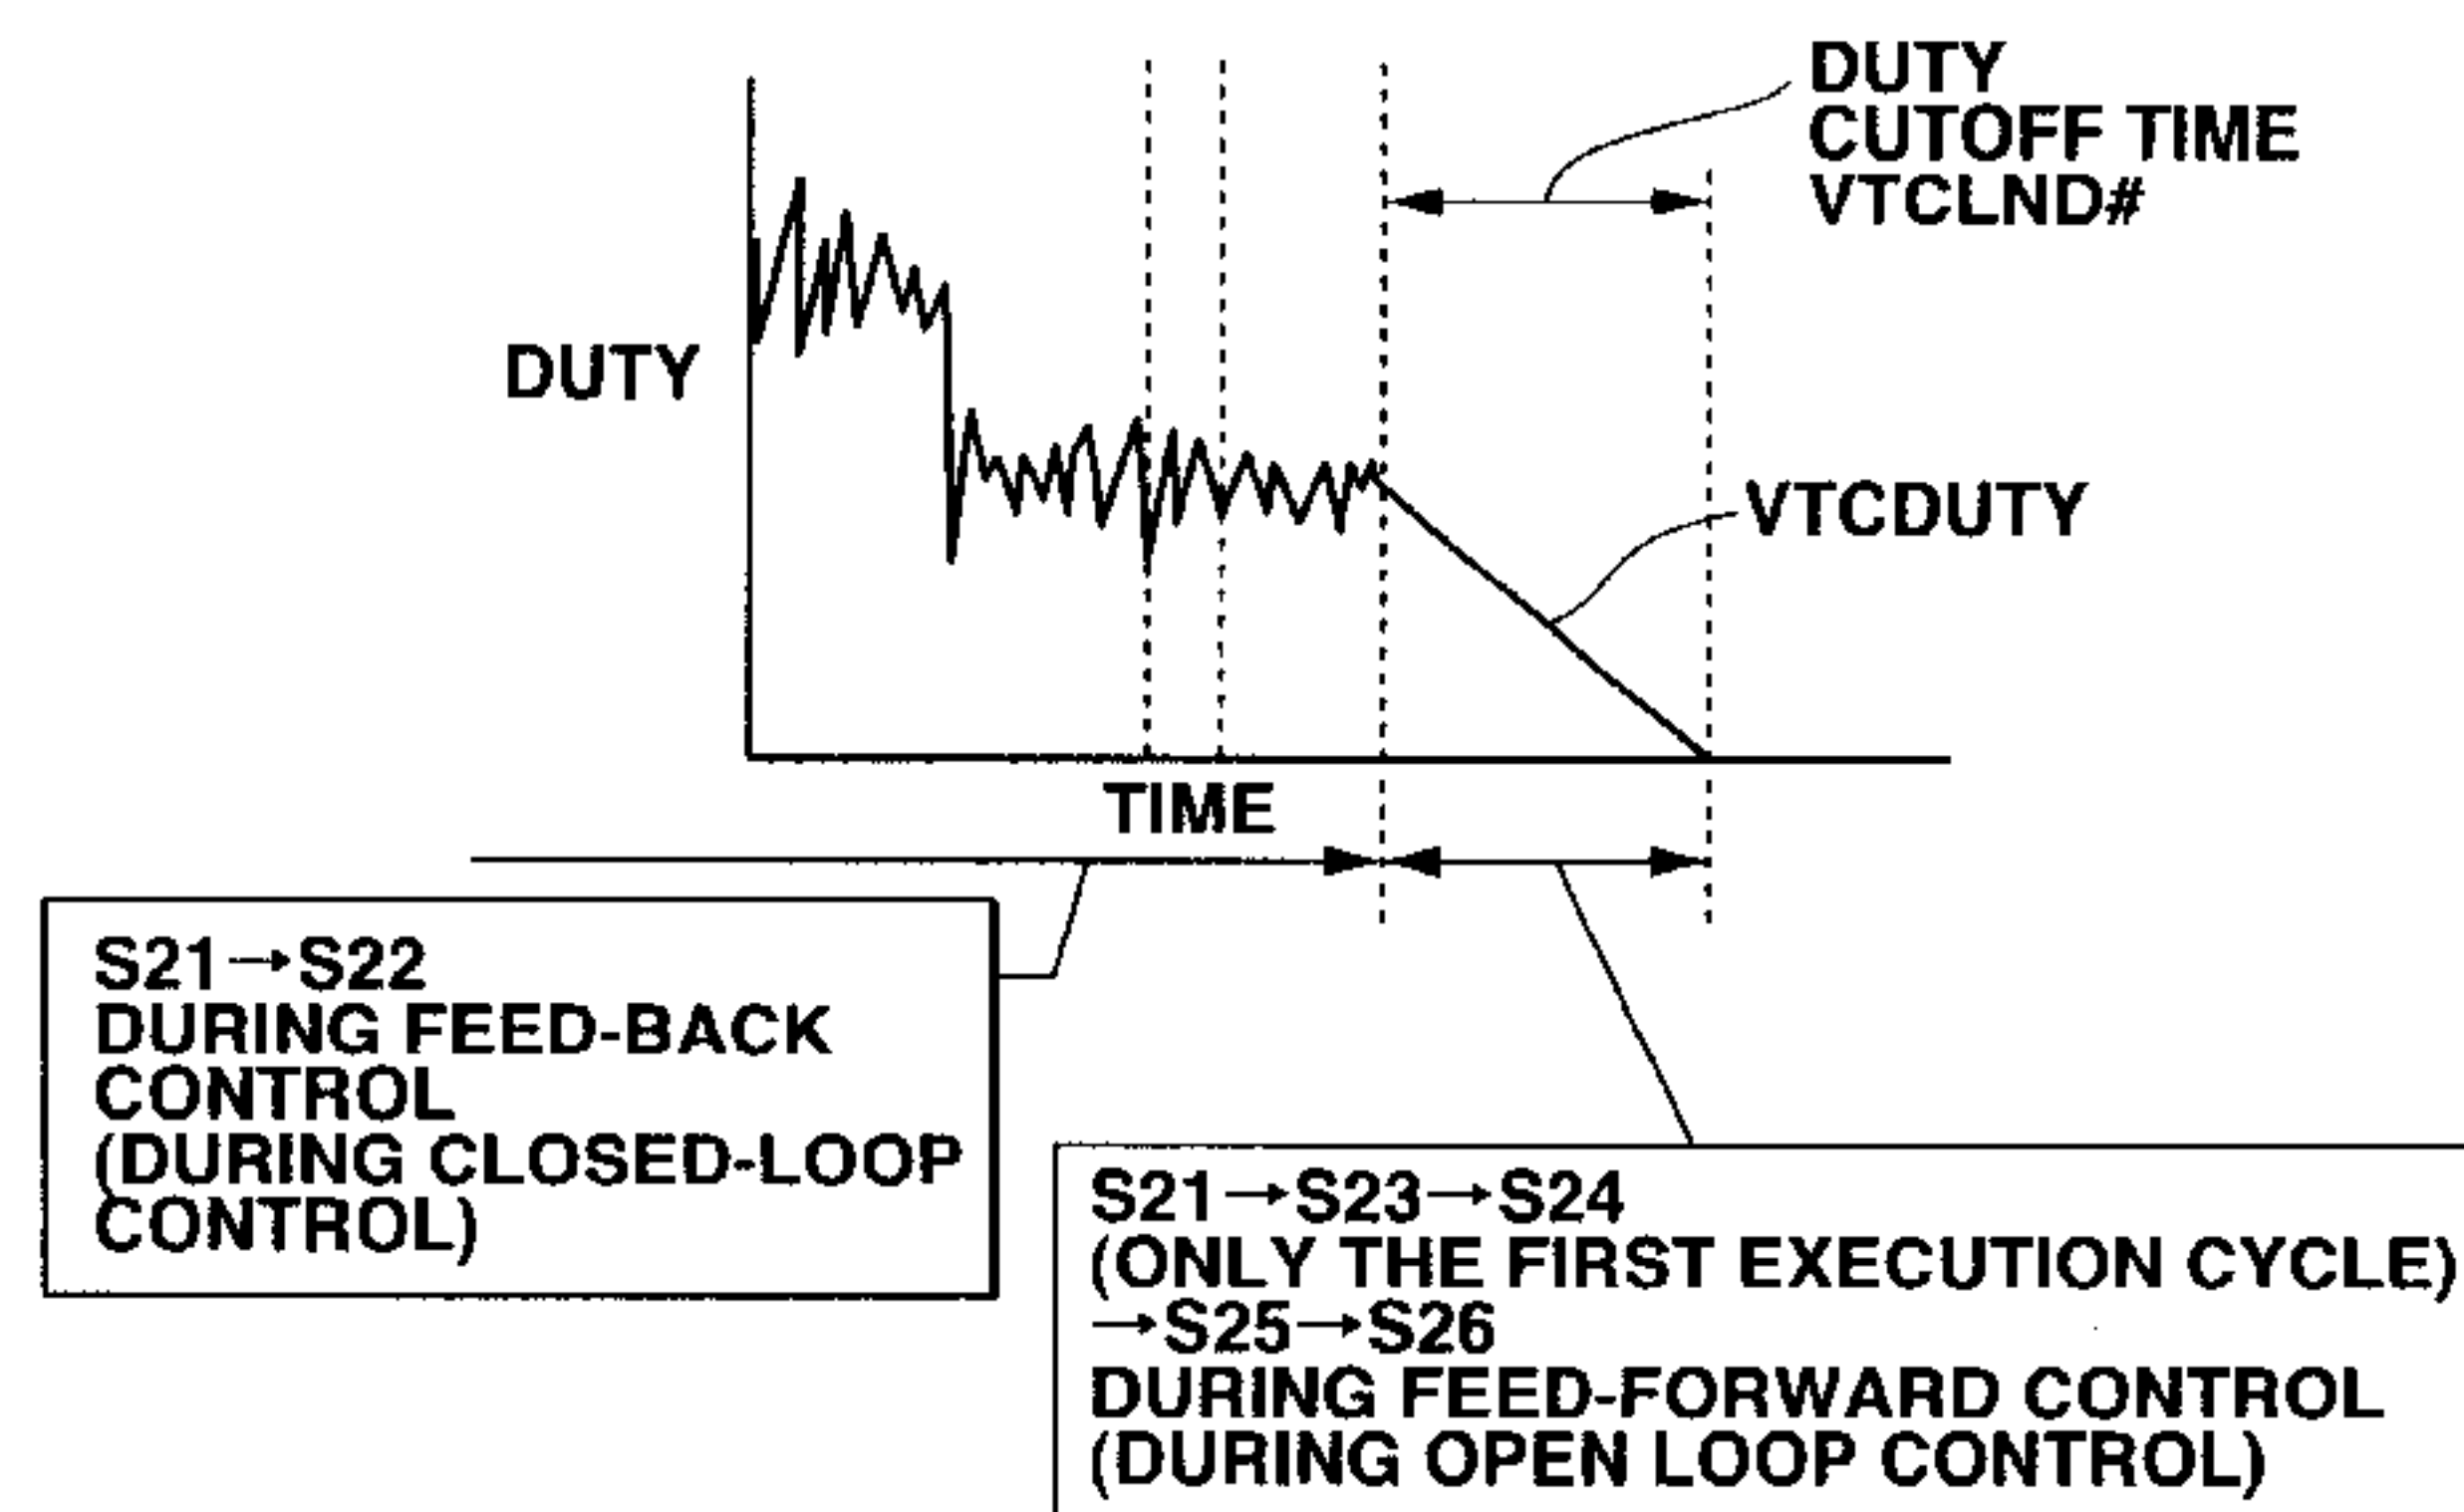 DUTY
CUTOFF TIME
VTCLND#
DUTY
VTCDUTY
TIME
S21→S22
DURING FEED-BACK
CONTROL
(DURING CLOSED-LOOP
CONTROL)
S21→S23→S24
(ONLY THE FIRST EXECUTION CYCLE)
→S25→S26
DURING FEED-FORWARD CONTROL
(DURING OPEN LOOP CONTROL)